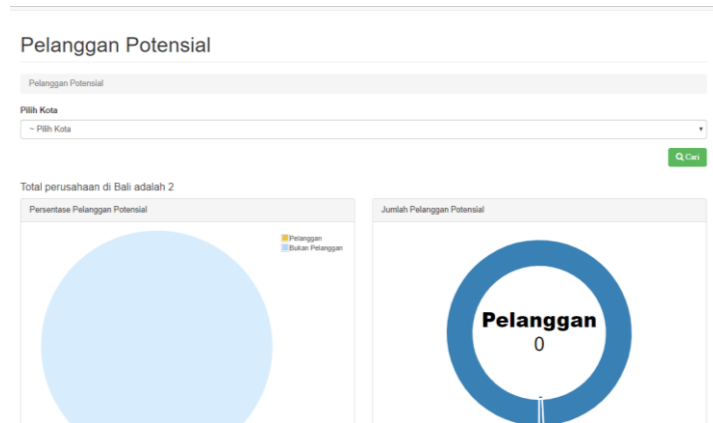 Pelanggan Potensial
Pelanggan Potensial
Pilih Kota
~ Pilih Kota
Cari
Total perusahaan di Bali adalah 2
Persentase Pelanggan Potensial
Pelanggan
Bukan Pelanggan
Jumlah Pelanggan Potensial
Pelanggan
0